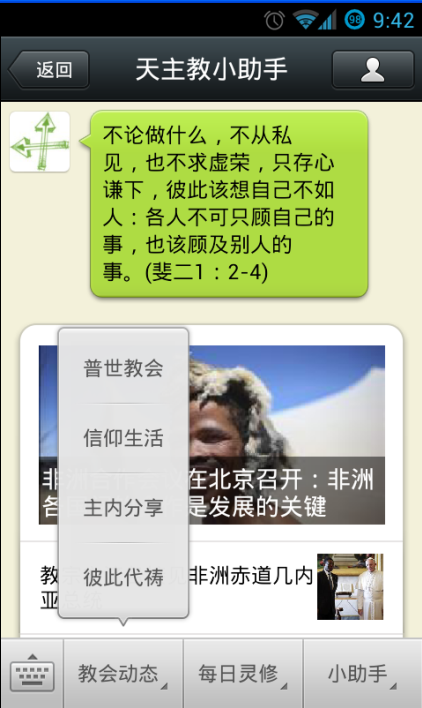 98 9:42
返回
天主教小助手
不论做什么，不从私
见，也不求虚荣，只存心
谦下，彼此该想自己不如
人：各人不可只顾自己的
事，也该顾及别人的
事。(斐二1：2-4)
普世教会
信仰生活
主内分享
彼此代祷
在北京召开：非洲
是发展的关键
非洲赤道几内
教会动态
每日灵修
小助手